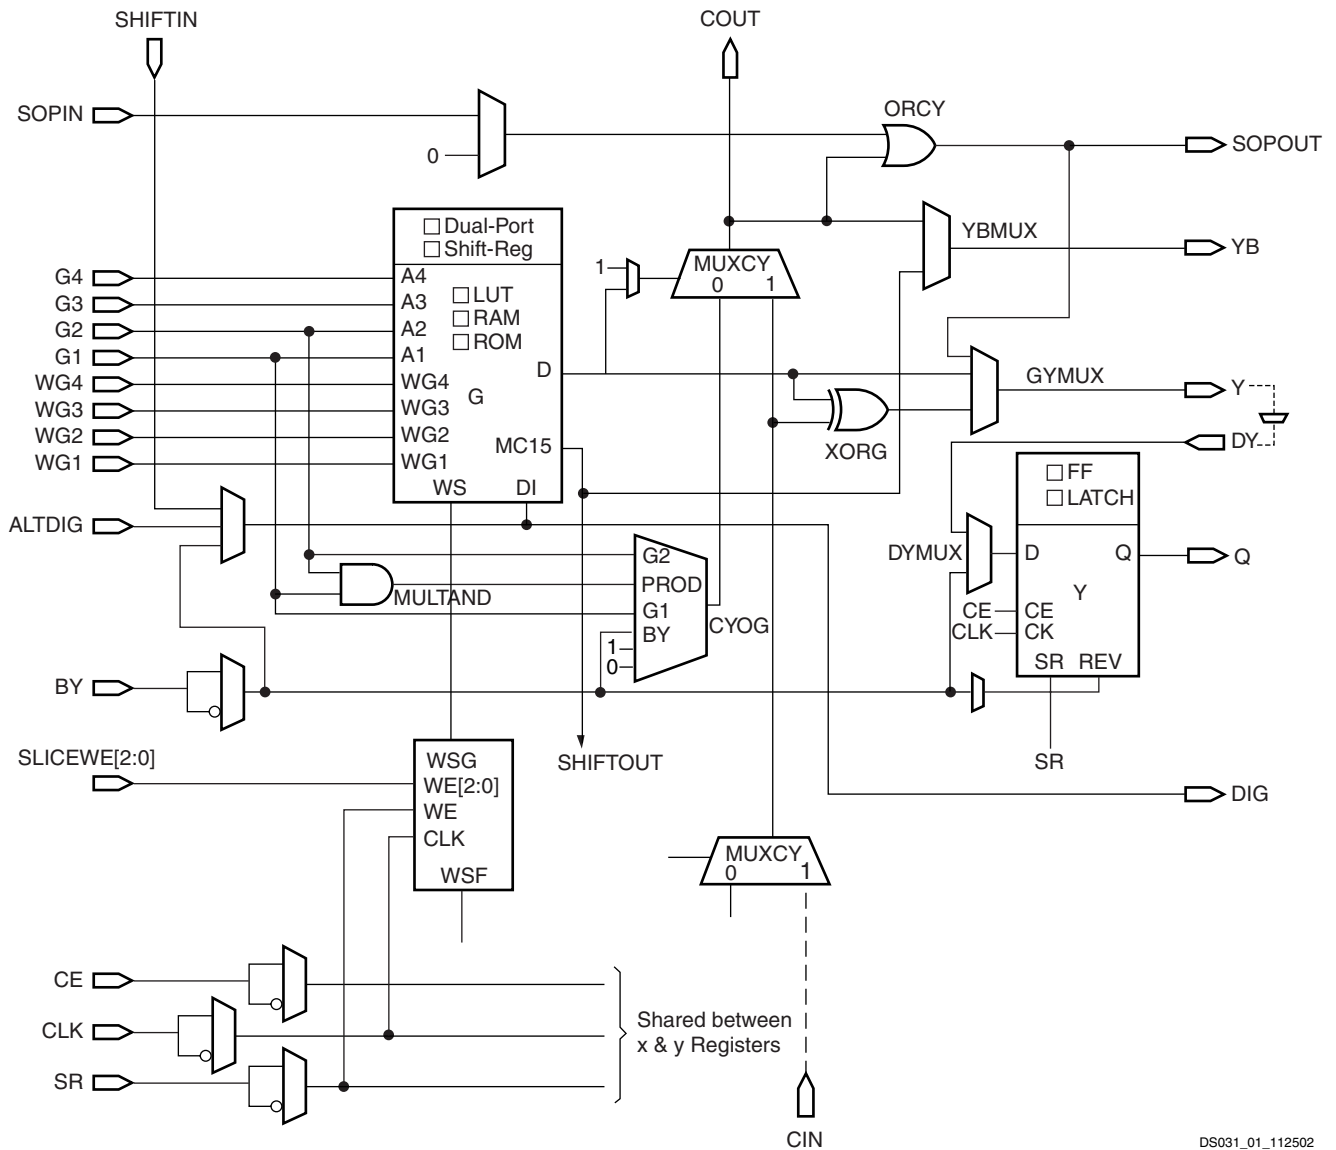 SHIFTIN
COUT
SOPIN
ORCY
0
SOPOUT
Dual-Port
Shift-Reg
YBMUX
YB
MUXCY
1
0 1
G4
A4
G3
A3
LUT
G2
A2
RAM
G1
A1
ROM
D
WG4
WG4
G
GYMUX
Y
WG3
WG3
WG2
WG2
MC15
XORG
DY
WG1
WG1
WS
DI
FF
LATCH
ALTDIG
G2
DYMUX
D
Q
Q
PROD
MULTAND
Y
G1
CYOG
CE
CE
BY
CLK
CK
1
0
SR
REV
BY
SLICEWE[2:0]
WSG
SHIFTOUT
SR
WE[2:0]
DIG
WE
CLK
MUXCY
0 1
WSF
CE
Shared between
x & y Registers
CLK
SR
CIN
DS031_01_112502